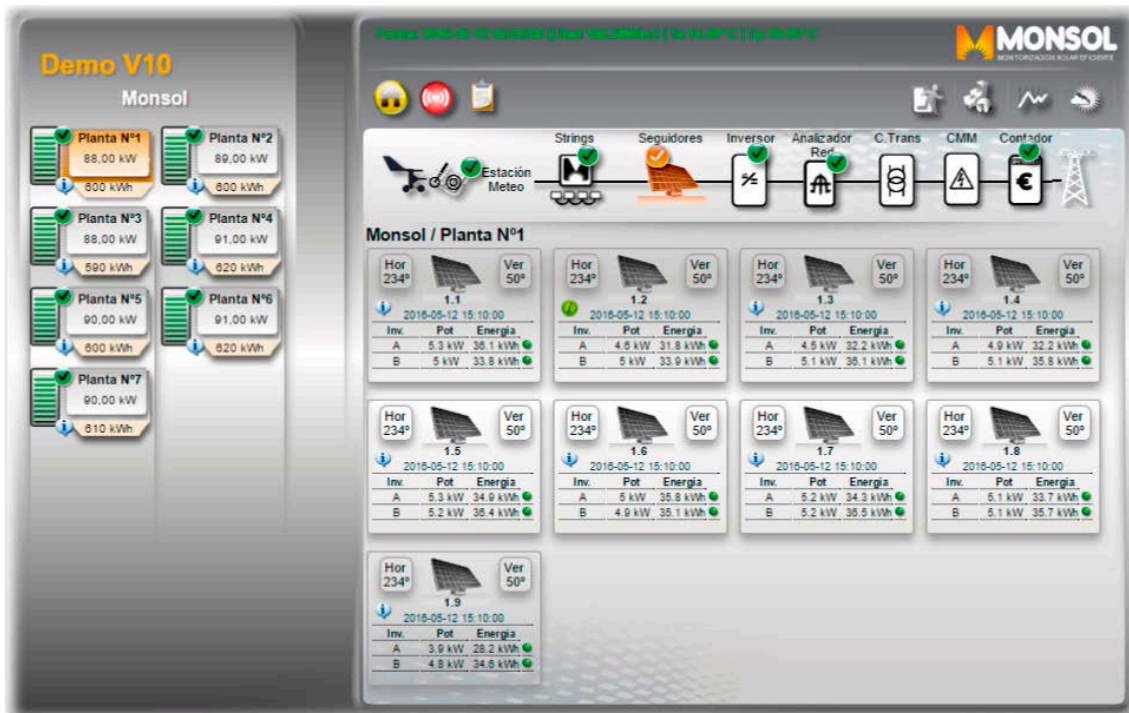 Demo V10
Monsol
Planta Nº1
88,00 kW
600 kWh
Planta Nº2
89,00 kW
600 kWh
Planta Nº3
88,00 kW
590 kWh
Planta Nº4
91,00 kW
620 kWh
Planta Nº5
90,00 kW
600 kWh
Planta Nº6
91,00 kW
620 kWh
Planta Nº7
90,00 kW
610 kWh
MONSOL
MONITORIZACIÓN SOLAR EFICIENTE
Estación
Meteo
Strings
Seguidores
Inversor
Analizador
Red
C.Trans
CMM
Contador
Monsol / Planta Nº1
Hor 234º Ver 50º
1.1
2016-05-12 15:10:00
Inv. Pot Energia
A 5.3 kW 36.1 kWh
B 5 kW 33.8 kWh
Hor 234º Ver 50º
1.2
2016-05-12 15:10:00
Inv. Pot Energia
A 4.6 kW 31.8 kWh
B 5 kW 33.9 kWh
Hor 234º Ver 50º
1.3
2016-05-12 15:10:00
Inv. Pot Energia
A 4.5 kW 32.2 kWh
B 5.1 kW 36.1 kWh
Hor 234º Ver 50º
1.4
2016-05-12 15:10:00
Inv. Pot Energia
A 4.9 kW 32.2 kWh
B 5.1 kW 35.8 kWh
Hor 234º Ver 50º
1.5
2016-05-12 15:10:00
Inv. Pot Energia
A 5.3 kW 34.9 kWh
B 5.2 kW 36.4 kWh
Hor 234º Ver 50º
1.6
2016-05-12 15:10:00
Inv. Pot Energia
A 5 kW 35.8 kWh
B 4.9 kW 35.1 kWh
Hor 234º Ver 50º
1.7
2016-05-12 15:10:00
Inv. Pot Energia
A 5.2 kW 34.3 kWh
B 5.2 kW 36.5 kWh
Hor 234º Ver 50º
1.8
2016-05-12 15:10:00
Inv. Pot Energia
A 5.1 kW 33.7 kWh
B 5.1 kW 35.7 kWh
Hor 234º Ver 50º
1.9
2016-05-12 15:10:00
Inv. Pot Energia
A 3.9 kW 28.2 kWh
B 4.8 kW 34.6 kWh